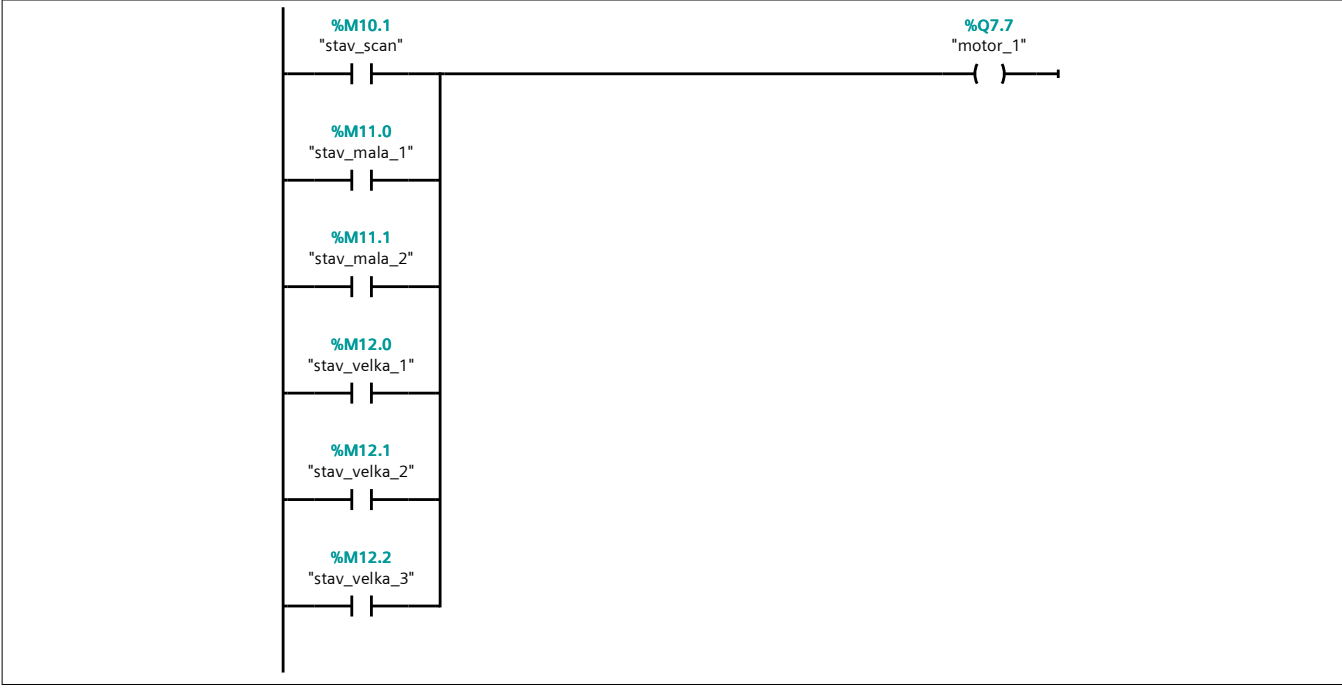 %M10.1
"stav_scan"
%Q7.7
"motor_1"
%M11.0
"stav_mala_1"
%M11.1
"stav_mala_2"
%M12.0
"stav_velka_1"
%M12.1
"stav_velka_2"
%M12.2
"stav_velka_3"